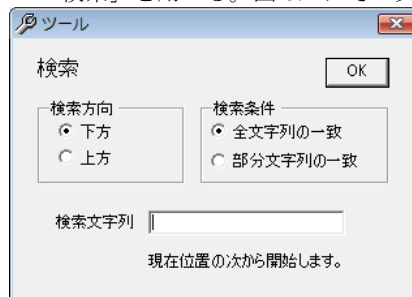 ツール
検索
OK
検索方向
下方
上方
検索条件
全文字列の一致
部分文字列の一致
検索文字列
現在位置の次から開始します。